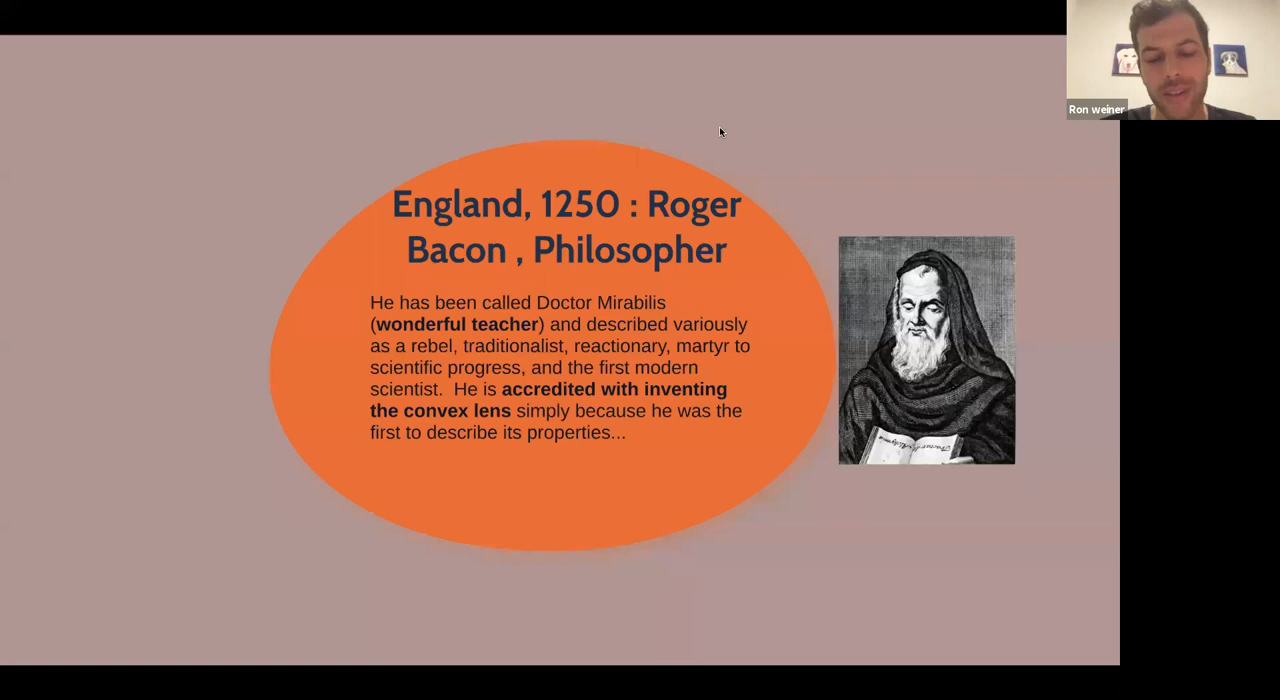 England, 1250 : Roger
Bacon , Philosopher
He has been called Doctor Mirabilis
(wonderful teacher) and described variously
as a rebel, traditionalist, reactionary, martyr to
scientific progress, and the first modern
scientist.  He is accredited with inventing
the convex lens simply because he was the
first to describe its properties...
Ron weiner